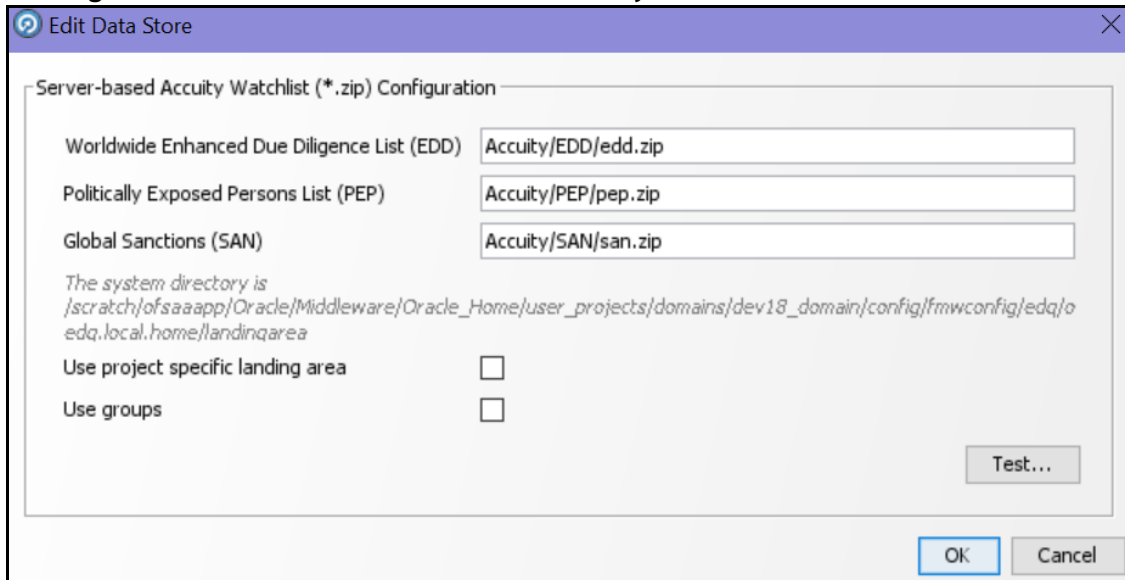 Edit Data Store
Server-based Accuity Watchlist (*.zip) Configuration
Worldwide Enhanced Due Diligence List (EDD) Accuity/EDD/edd.zip
Politically Exposed Persons List (PEP) Accuity/PEP/pep.zip
Global Sanctions (SAN) Accuity/SAN/san.zip
The system directory is
/scratch/ofsaaapp/Oracle/Middleware/Oracle_Home/user_projects/domains/dev18_domain/config/fmwconfig/edq/o
edq.local.home/landingarea
Use project specific landing area
Use groups
Test...
OK Cancel